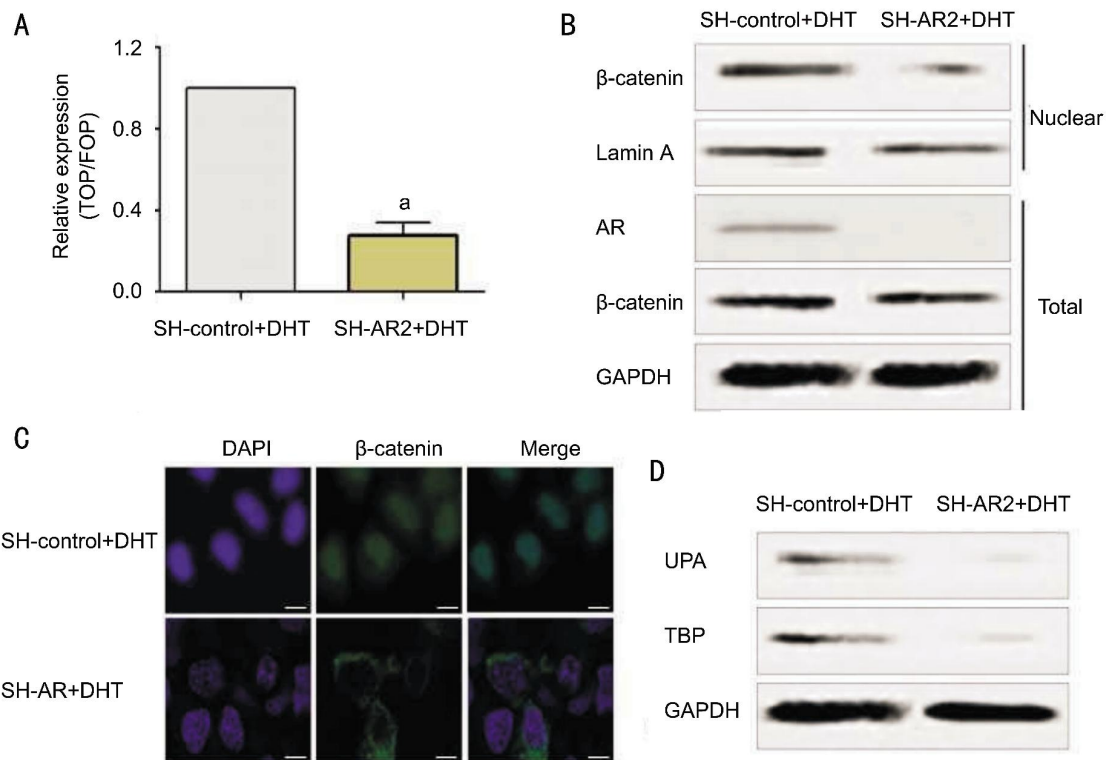 A
1.2
0.8
0.4
0.0
Relative expression
(TOP/FOP)
a
SH-control+DHT SH-AR2+DHT
B
SH-control+DHT SH-AR2+DHT
β-catenin
Lamin A
Nuclear
AR
β-catenin
GAPDH
Total
C
DAPI β-catenin Merge
SH-control+DHT
SH-AR+DHT
D
SH-control+DHT SH-AR2+DHT
UPA
TBP
GAPDH